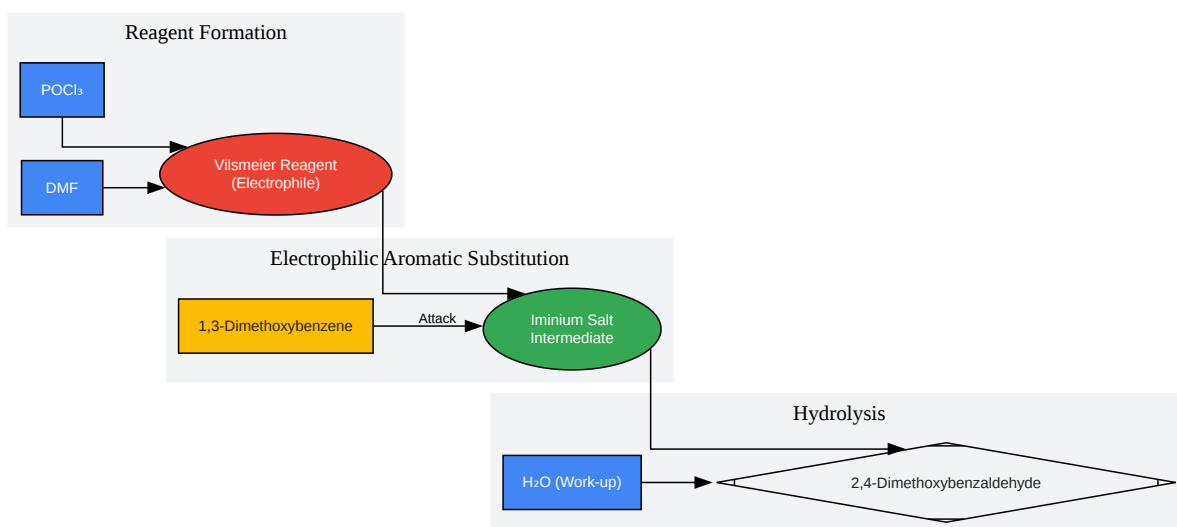 Reagent Formation
POCl₃
DMF
Vilsmeier Reagent
(Electrophile)
Electrophilic Aromatic Substitution
1,3-Dimethoxybenzene
Attack
Iminium Salt
Intermediate
Hydrolysis
H₂O (Work-up)
2,4-Dimethoxybenzaldehyde